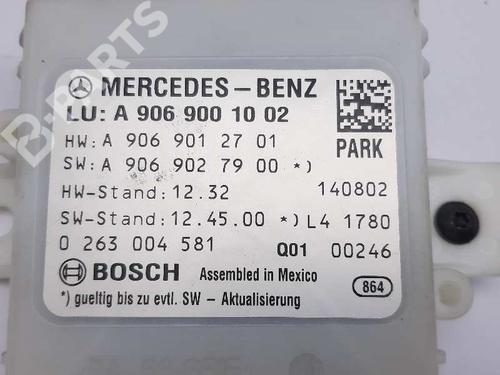 B-PARTS
MERCEDES-BENZ
LU: A 906 900 10 02
HW: A 906 901 27 01
SW: A 906 902 79 00 *)
PARK
HW-Stand: 12.32 140802
SW-Stand: 12.45.00 *) L4 1780
0 263 004 581 Q01 00246
BOSCH Assembled in Mexico
*) gueltig bis zu evtl. SW - Aktualisierung
864